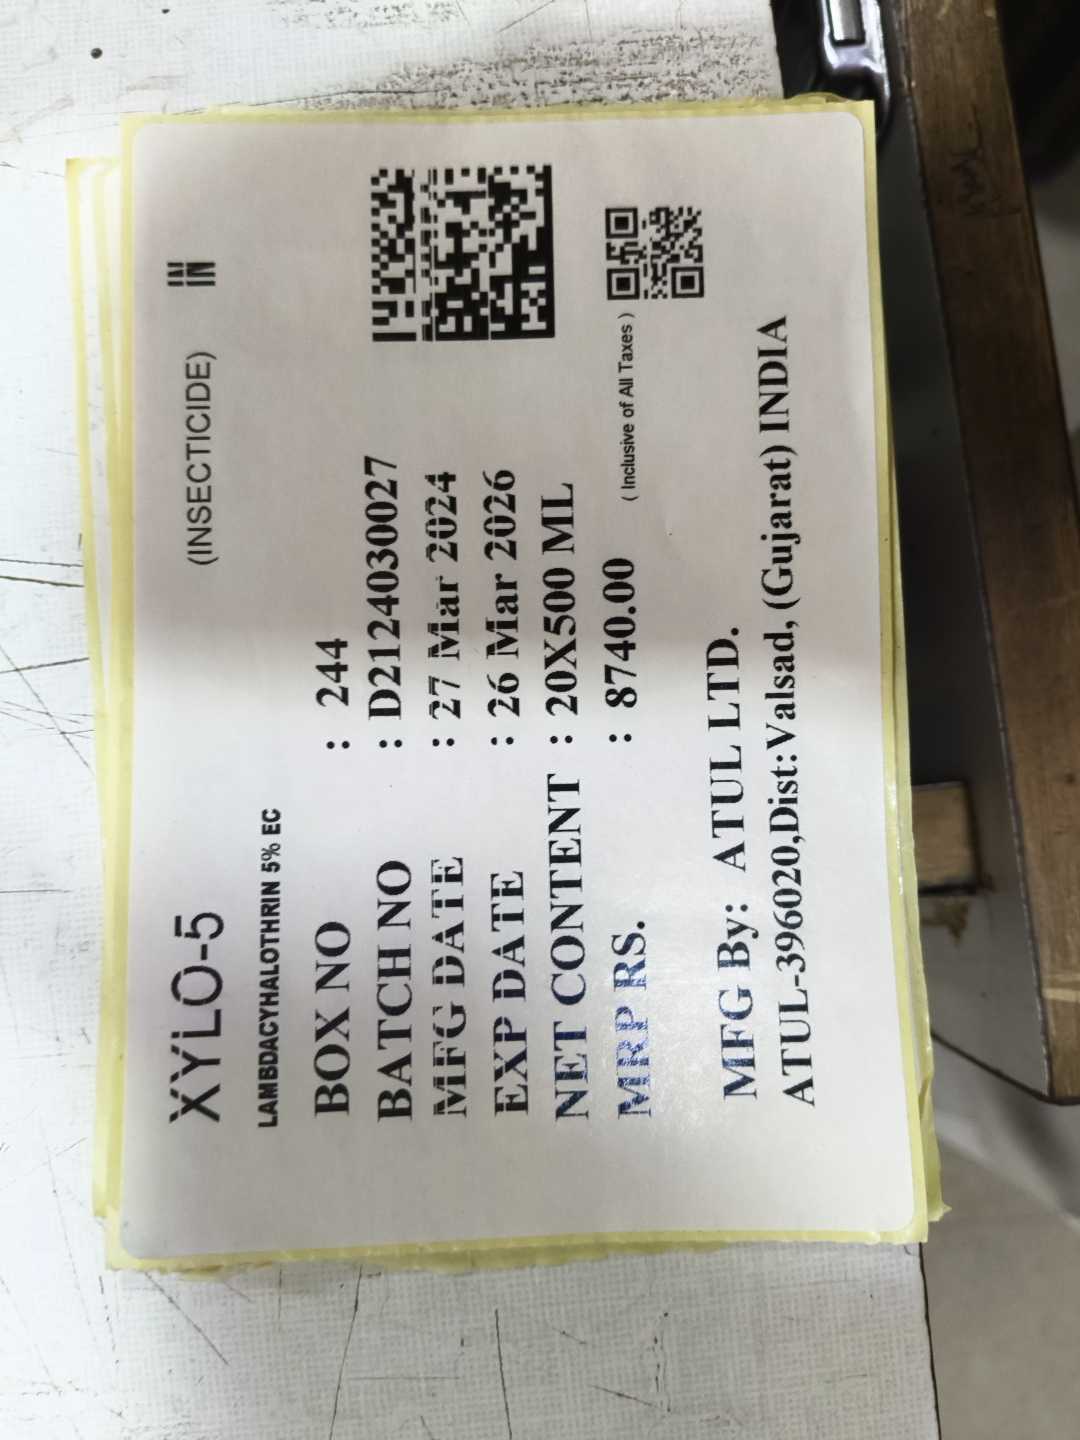 XYLO-5 (INSECTICIDE) IN
LAMBDACYHALOTHRIN 5% EC
BOX NO : 244
BATCH NO : D2124030027
MFG DATE : 27 Mar 2024
EXP DATE : 26 Mar 2026
NET CONTENT : 20X500 ML
MRP RS. : 8740.00 ( Inclusive of All Taxes )
MFG By: ATUL LTD.
ATUL-396020,Dist:Valsad, (Gujarat) INDIA